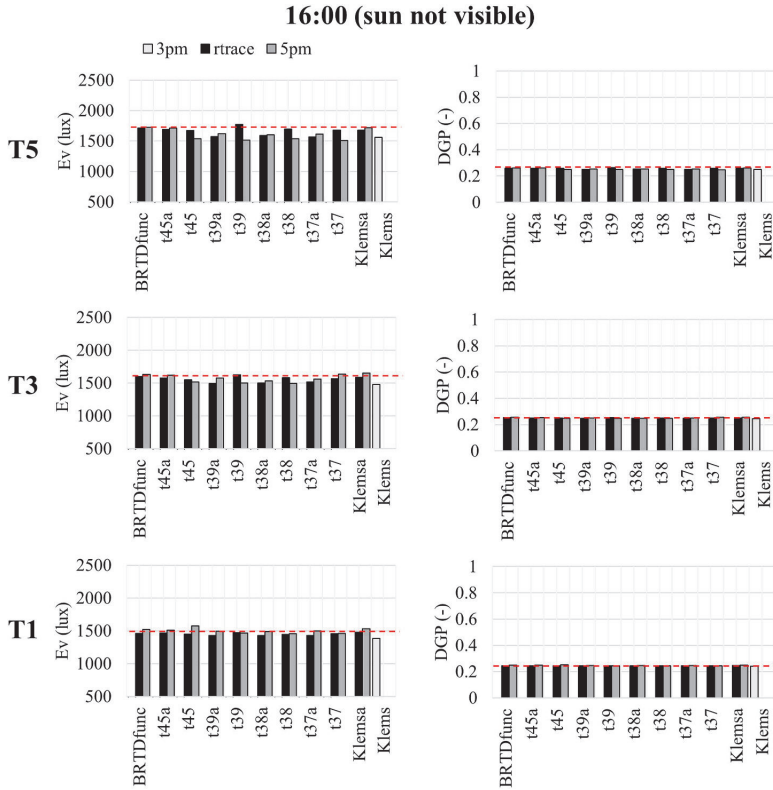 16:00 (sun not visible)
3pm rtrace 5pm
T5
Ev (lux)
2500
2000
1500
1000
500
BRTDfunc t45a t45 t39a t39 t38a t38 t37a t37 Klemsa Klems
DGP (-)
1
0.8
0.6
0.4
0.2
0
BRTDfunc t45a t45 t39a t39 t38a t38 t37a t37 Klemsa Klems
T3
Ev (lux)
2500
2000
1500
1000
500
BRTDfunc t45a t45 t39a t39 t38a t38 t37a t37 Klemsa Klems
DGP (-)
1
0.8
0.6
0.4
0.2
0
BRTDfunc t45a t45 t39a t39 t38a t38 t37a t37 Klemsa Klems
T1
Ev (lux)
2500
2000
1500
1000
500
BRTDfunc t45a t45 t39a t39 t38a t38 t37a t37 Klemsa Klems
DGP (-)
1
0.8
0.6
0.4
0.2
0
BRTDfunc t45a t45 t39a t39 t38a t38 t37a t37 Klemsa Klems